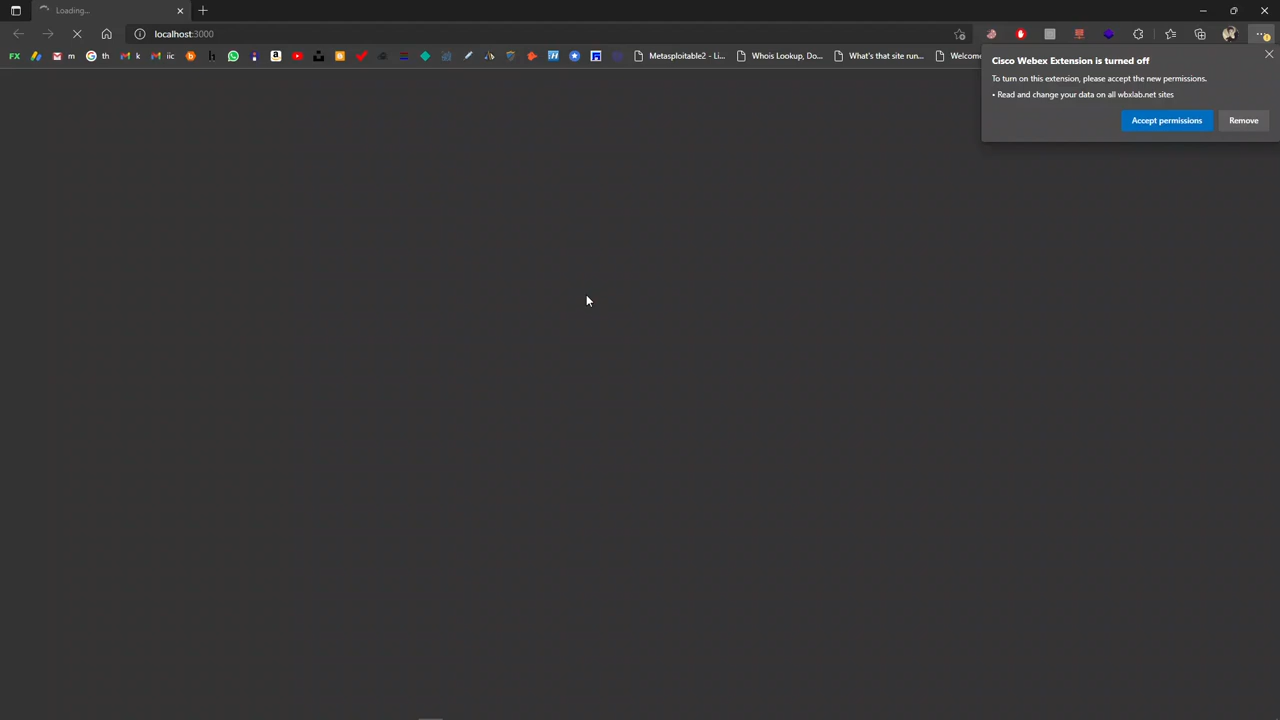 Loading...
localhost:3000
FX
m
th
k
iic
h
a
Metasploitable2 - Li...
Whois Lookup, Do...
What's that site run...
Welcome
Cisco Webex Extension is turned off
To turn on this extension, please accept the new permissions.
• Read and change your data on all wbxlab.net sites
Accept permissions
Remove